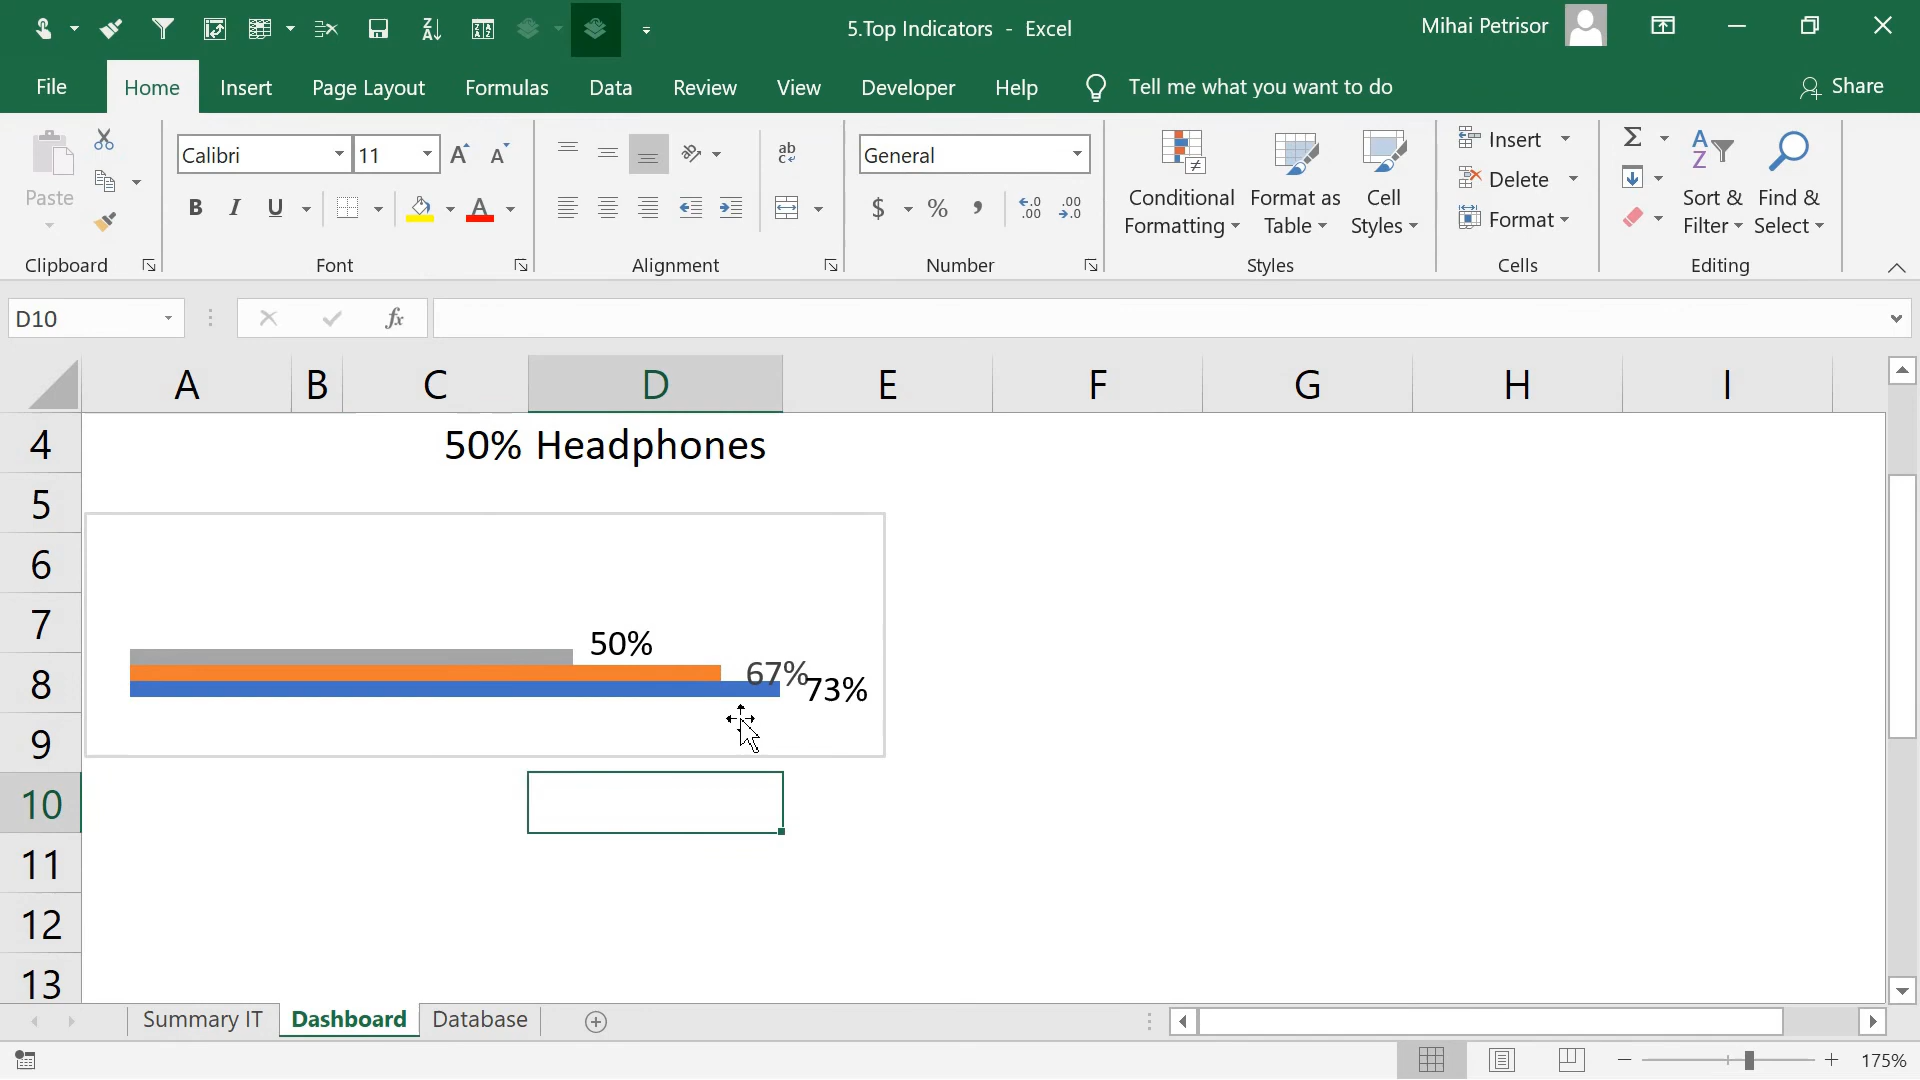 5.Top Indicators - Excel
Mihai Petrisor
File Home Insert Page Layout Formulas Data Review View Developer Help Tell me what you want to do Share
Paste
Clipboard
Calibri 11
B I U A
Font
ab
Alignment
General
$ % ,
Number
Conditional Formatting
Format as Table
Cell Styles
Styles
Insert
Delete
Format
Cells
Sort & Filter
Find & Select
Editing
D10 fx
A B C D E F G H I
4 50% Headphones
5
6
7 50%
8 67% 73%
9
10
11
12
13
Summary IT Dashboard Database
175%